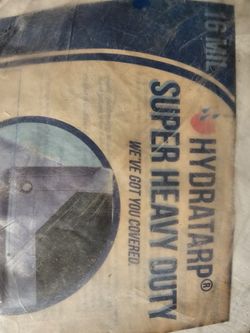 16 MIL
HYDRATARP®
SUPER HEAVY DUTY
WE'VE GOT YOU COVERED.